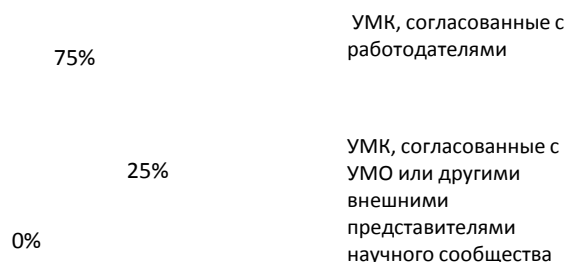 75%
25%
0%
УМК, согласованные с
работодателями
УМК, согласованные с
УМО или другими
внешними
представителями
научного сообщества